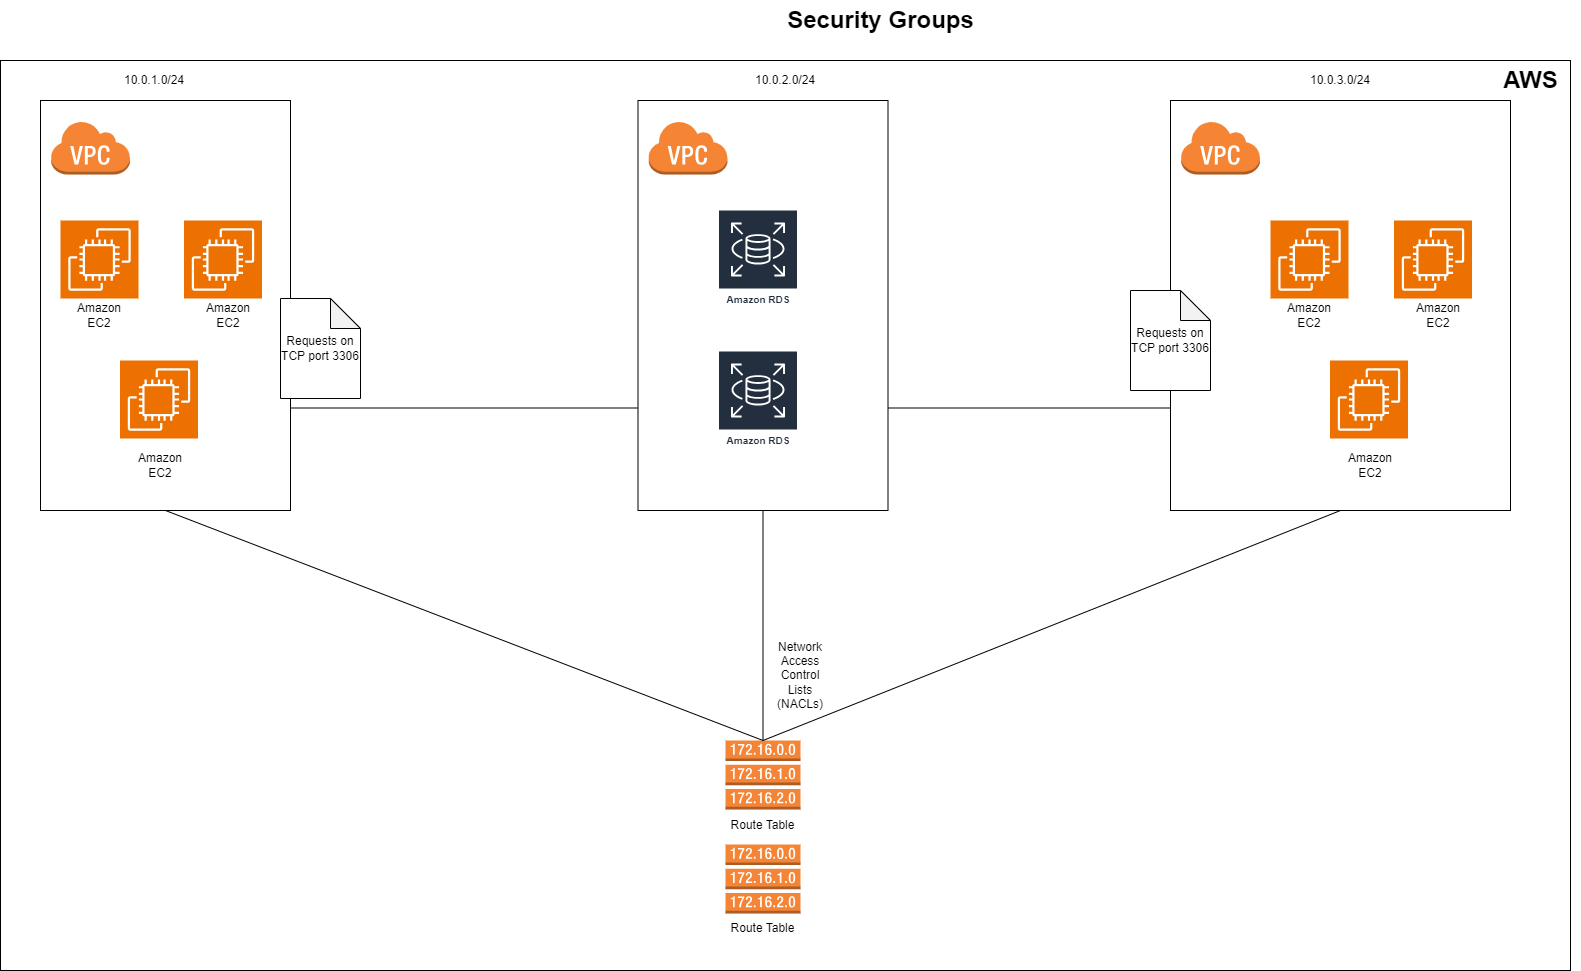 Security Groups
AWS
10.0.1.0/24
10.0.2.0/24
10.0.3.0/24
VPC
VPC
VPC
Amazon
EC2
Amazon
EC2
Amazon
EC2
Requests on
TCP port 3306
Amazon RDS
Amazon RDS
Requests on
TCP port 3306
Amazon
EC2
Amazon
EC2
Amazon
EC2
Network
Access
Control
Lists
(NACLs)
172.16.0.0
172.16.1.0
172.16.2.0
Route Table
172.16.0.0
172.16.1.0
172.16.2.0
Route Table